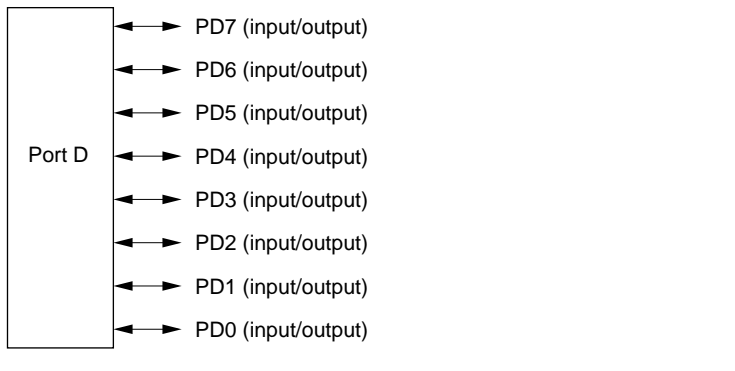 PD7 (input/output)
PD6 (input/output)
PD5 (input/output)
Port D
PD4 (input/output)
PD3 (input/output)
PD2 (input/output)
PD1 (input/output)
PD0 (input/output)